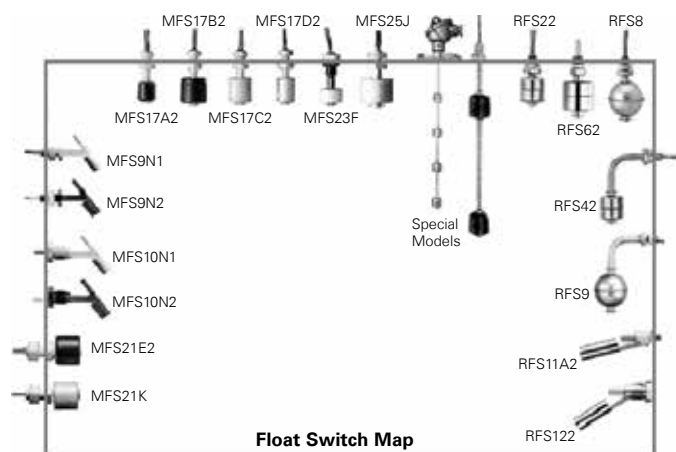 MFS17B2 MFS17D2 MFS25J RFS22 RFS8
MFS17A2 MFS17C2 MFS23F RFS62
MFS9N1
MFS9N2 RFS42
Special
Models
MFS10N1
MFS10N2 RFS9
MFS21E2 RFS11A2
MFS21K
RFS122
Float Switch Map